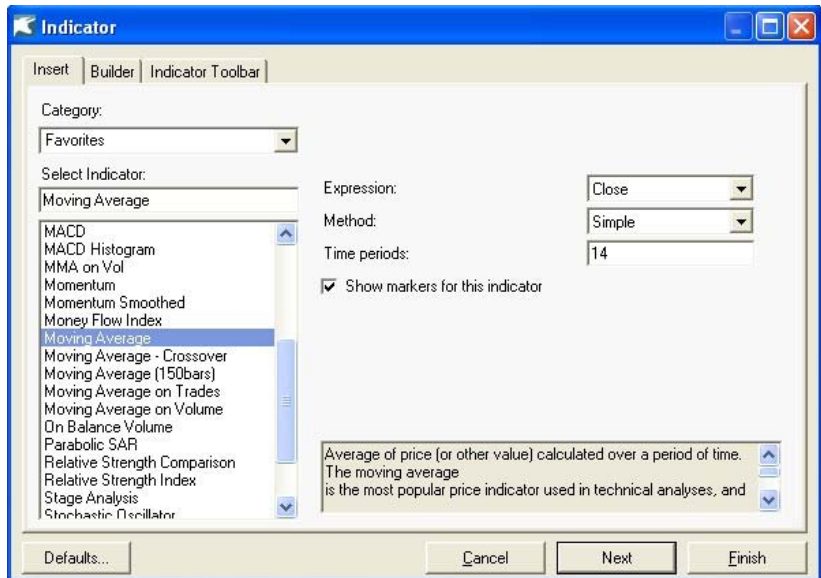 Indicator
Insert
Builder
Indicator Toolbar
Category:
Favorites
Select Indicator:
Moving Average
MACD
MACD Histogram
MMA on Vol
Momentum
Momentum Smoothed
Money Flow Index
Moving Average
Moving Average - Crossover
Moving Average (150bars)
Moving Average on Trades
Moving Average on Volume
On Balance Volume
Parabolic SAR
Relative Strength Comparison
Relative Strength Index
Stage Analysis
Stochastic Oscillator
Expression:
Close
Method:
Simple
Time periods:
14
Show markers for this indicator
Average of price (or other value) calculated over a period of time.
The moving average
is the most popular price indicator used in technical analyses, and
Defaults...
Cancel
Next
Finish